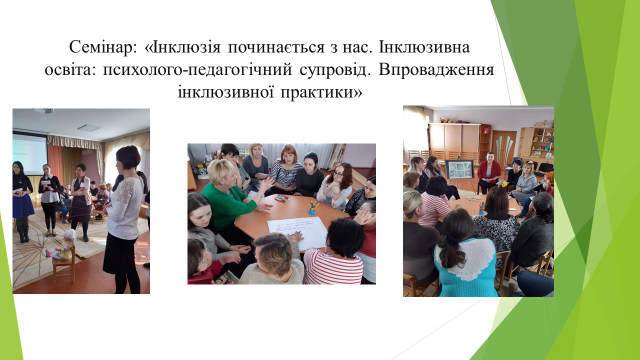 Семінар: «Інклюзія починається з нас. Інклюзивна
освіта: психолого-педагогічний супровід. Впровадження
інклюзивної практики»